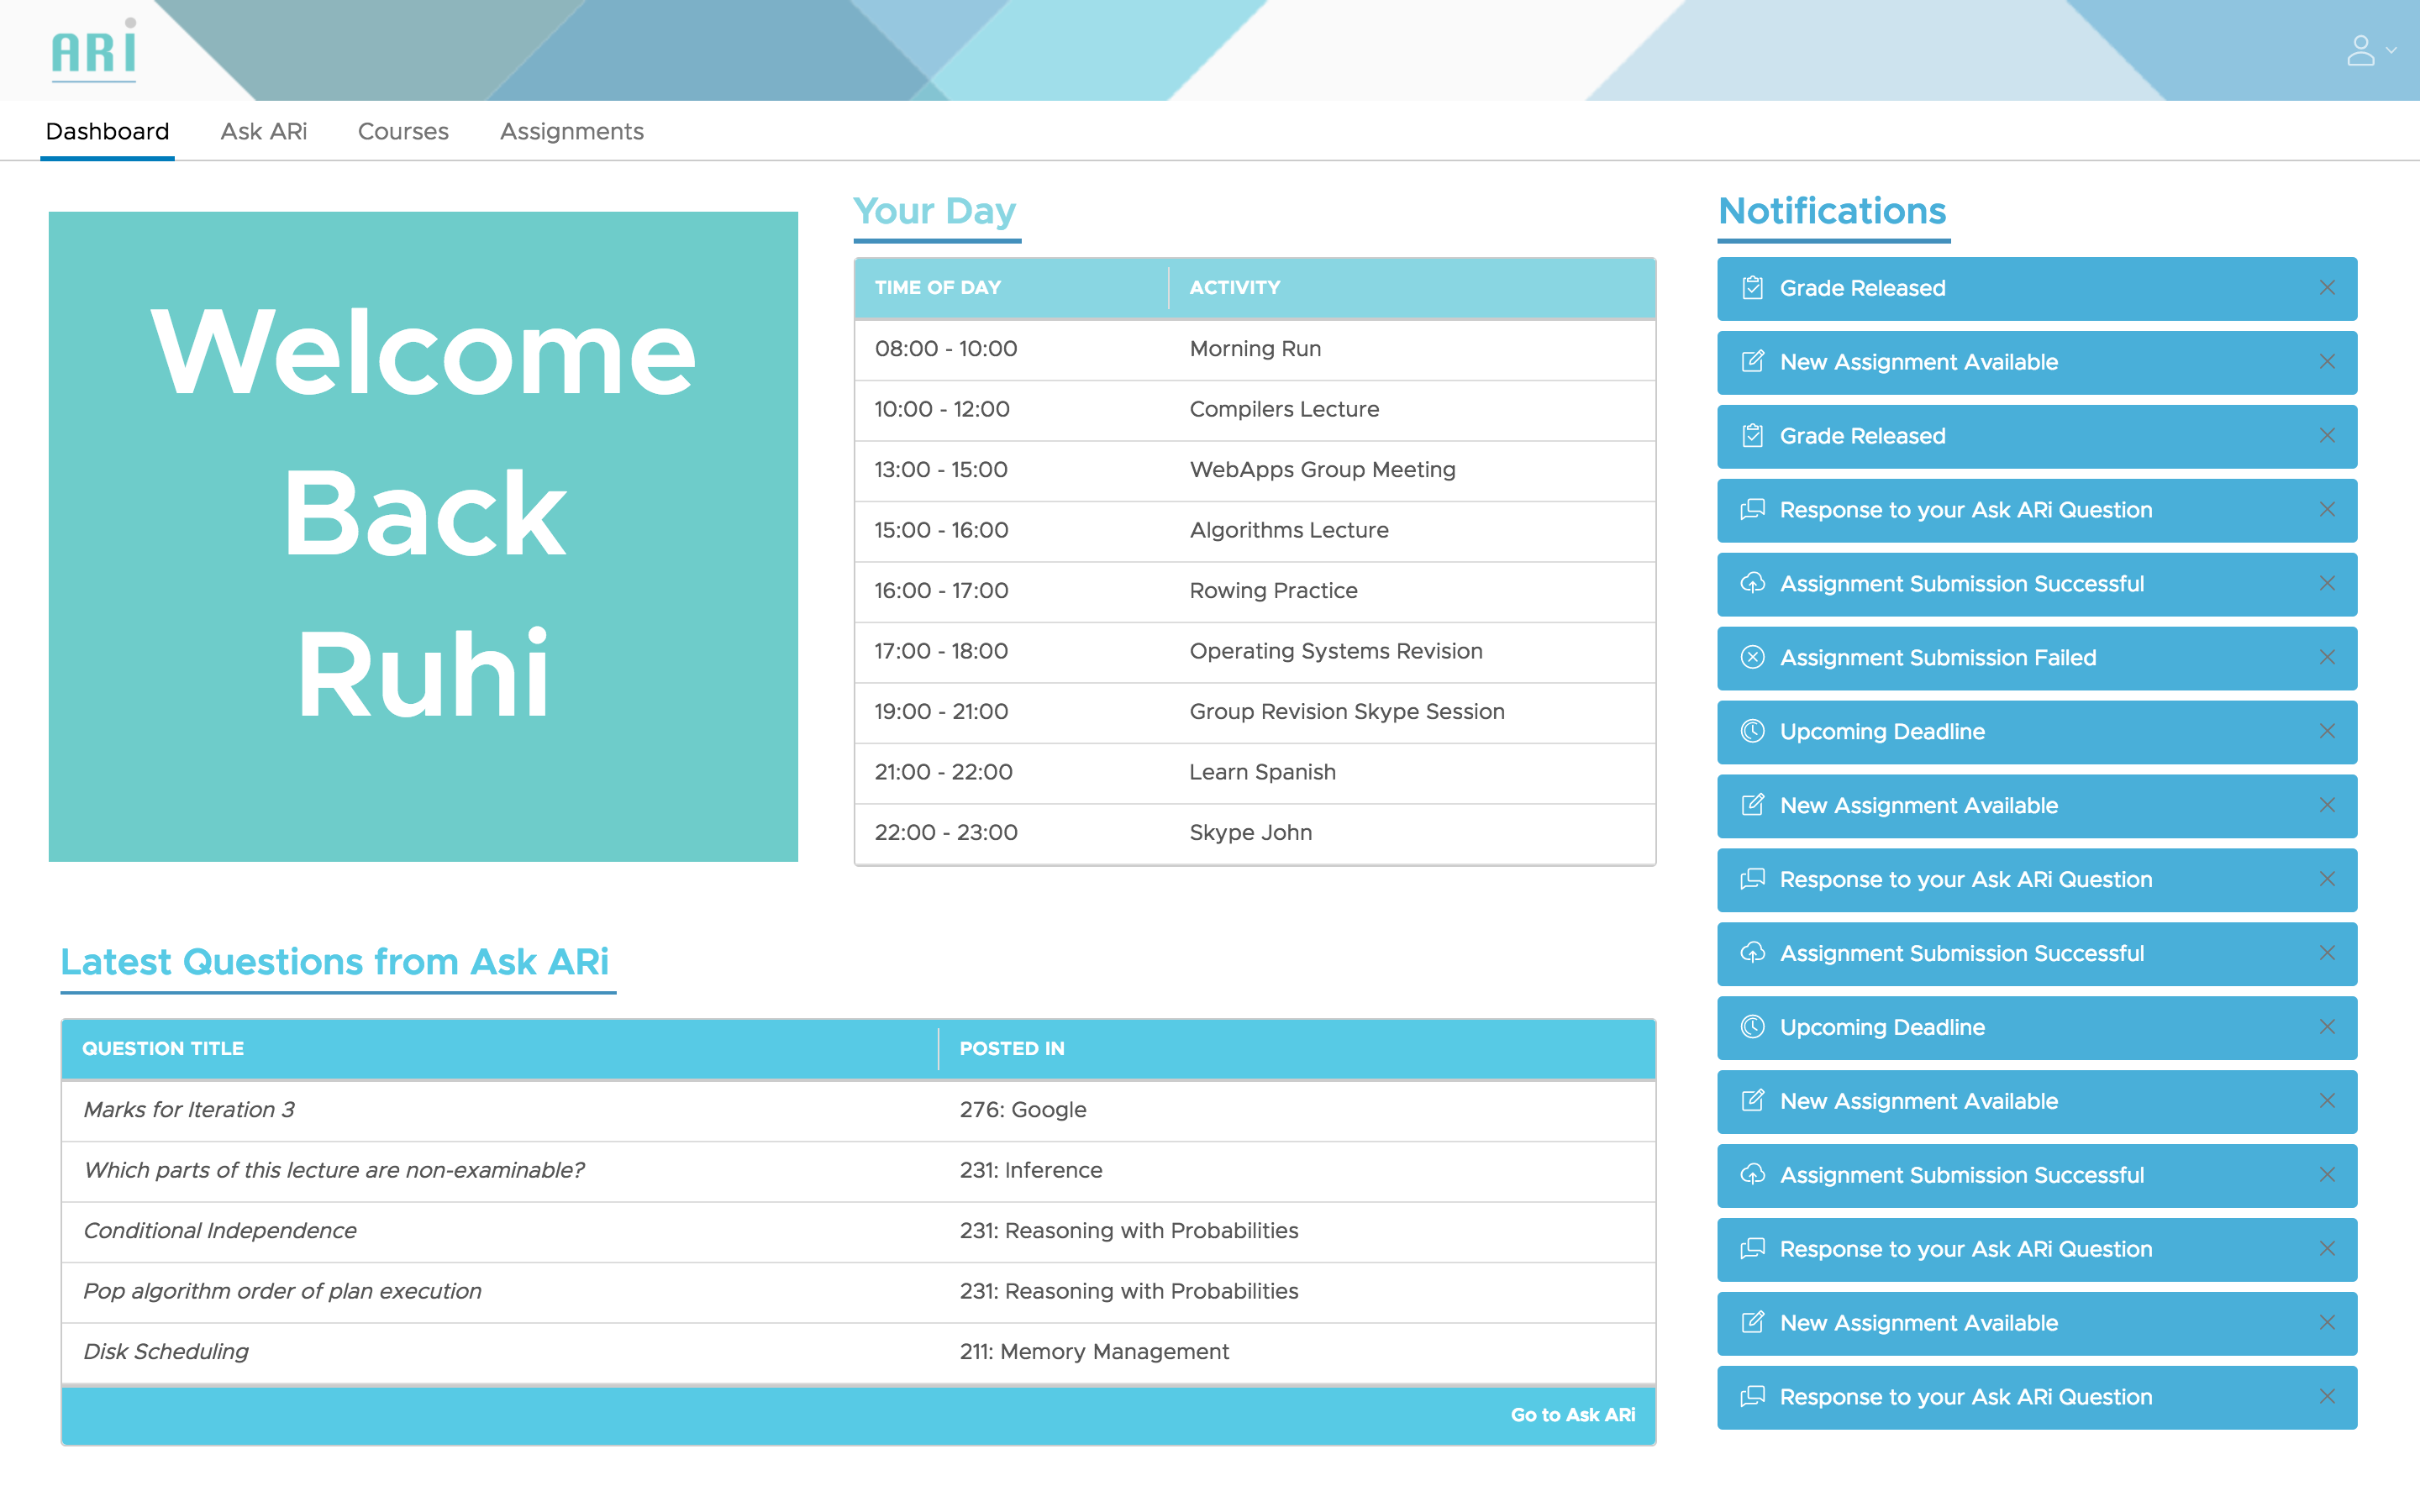 ARi
Dashboard Ask ARi Courses Assignments
Welcome
Back
Ruhi
Your Day
TIME OF DAY ACTIVITY
08:00 - 10:00 Morning Run
10:00 - 12:00 Compilers Lecture
13:00 - 15:00 WebApps Group Meeting
15:00 - 16:00 Algorithms Lecture
16:00 - 17:00 Rowing Practice
17:00 - 18:00 Operating Systems Revision
19:00 - 21:00 Group Revision Skype Session
21:00 - 22:00 Learn Spanish
22:00 - 23:00 Skype John
Latest Questions from Ask ARi
QUESTION TITLE POSTED IN
Marks for Iteration 3 276: Google
Which parts of this lecture are non-examinable? 231: Inference
Conditional Independence 231: Reasoning with Probabilities
Pop algorithm order of plan execution 231: Reasoning with Probabilities
Disk Scheduling 211: Memory Management
Go to Ask ARi
Notifications
Grade Released
New Assignment Available
Grade Released
Response to your Ask ARi Question
Assignment Submission Successful
Assignment Submission Failed
Upcoming Deadline
New Assignment Available
Response to your Ask ARi Question
Assignment Submission Successful
Upcoming Deadline
New Assignment Available
Assignment Submission Successful
Response to your Ask ARi Question
New Assignment Available
Response to your Ask ARi Question